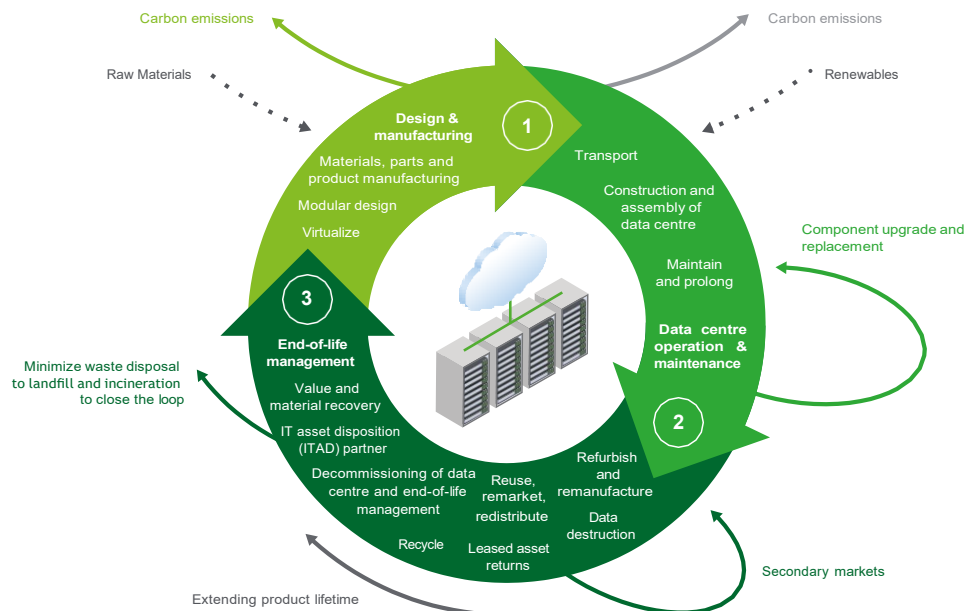 Carbon emissions
Carbon emissions
Raw Materials
Renewables
Design &
manufacturing
1
Materials, parts and
product manufacturing
Modular design
Virtualize
Transport
Construction and
assembly of
data centre
Maintain
and prolong
Component upgrade and
replacement
Data centre
operation &
maintenance
2
3
End-of-life
management
Value and
material recovery
IT asset disposition
(ITAD) partner
Minimize waste disposal
to landfill and incineration
to close the loop
Decommissioning of data
centre and end-of-life
management
Recycle
Reuse,
remarket,
redistribute
Leased asset
returns
Refurbish
and
remanufacture
Data
destruction
Secondary markets
Extending product lifetime